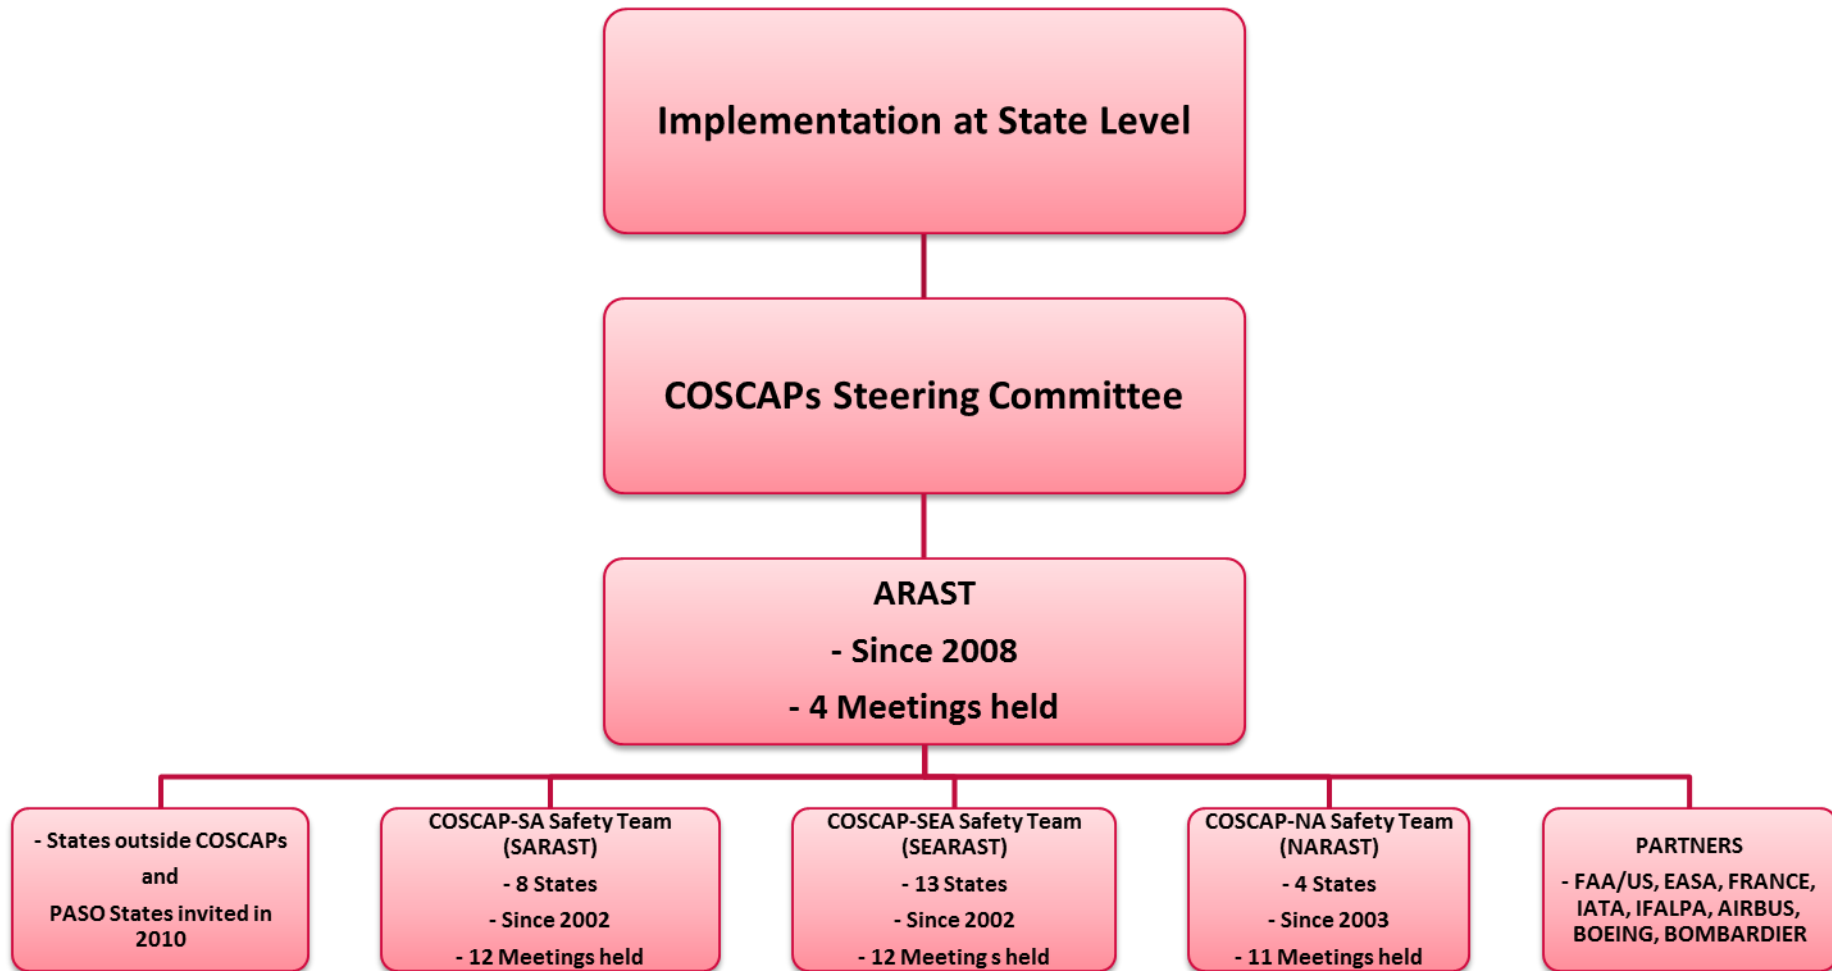 Implementation at State Level
COSCAPs Steering Committee
ARAST
- Since 2008
- 4 Meetings held
- States outside COSCAPs
and
PASO States invited in
2010
COSCAP-SA Safety Team
(SARAST)
- 8 States
- Since 2002
- 12 Meetings held
COSCAP-SEA Safety Team
(SEARAST)
- 13 States
- Since 2002
- 12 Meeting s held
COSCAP-NA Safety Team
(NARAST)
- 4 States
- Since 2003
- 11 Meetings held
PARTNERS
- FAA/US, EASA, FRANCE,
IATA, IFALPA, AIRBUS,
BOEING, BOMBARDIER